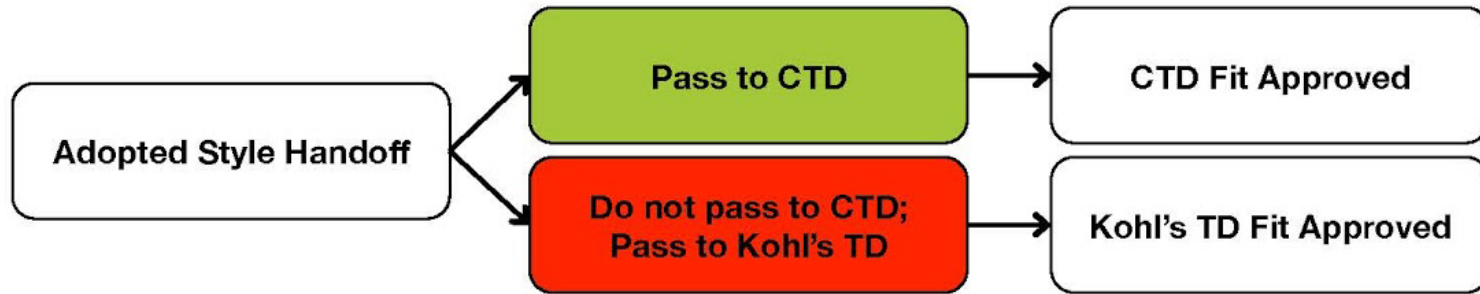 Adopted Style Handoff
Pass to CTD
CTD Fit Approved
Do not pass to CTD;
Pass to Kohl's TD
Kohl's TD Fit Approved